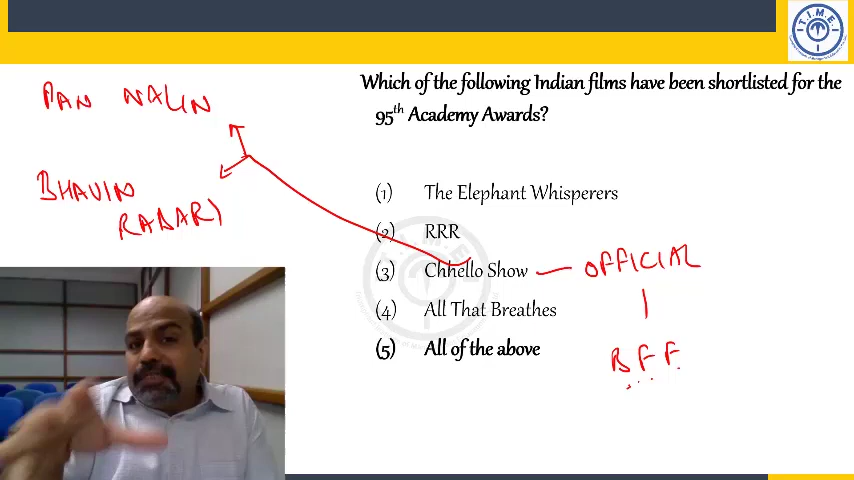 T.I.M.E.
Which of the following Indian films have been shortlisted for the
95th Academy Awards?
PAN NALIN
BHAVIN
RABARI
(1) The Elephant Whisperers
(2) RRR
(3) Chhello Show — OFFICIAL
(4) All That Breathes
BFF
(5) All of the above